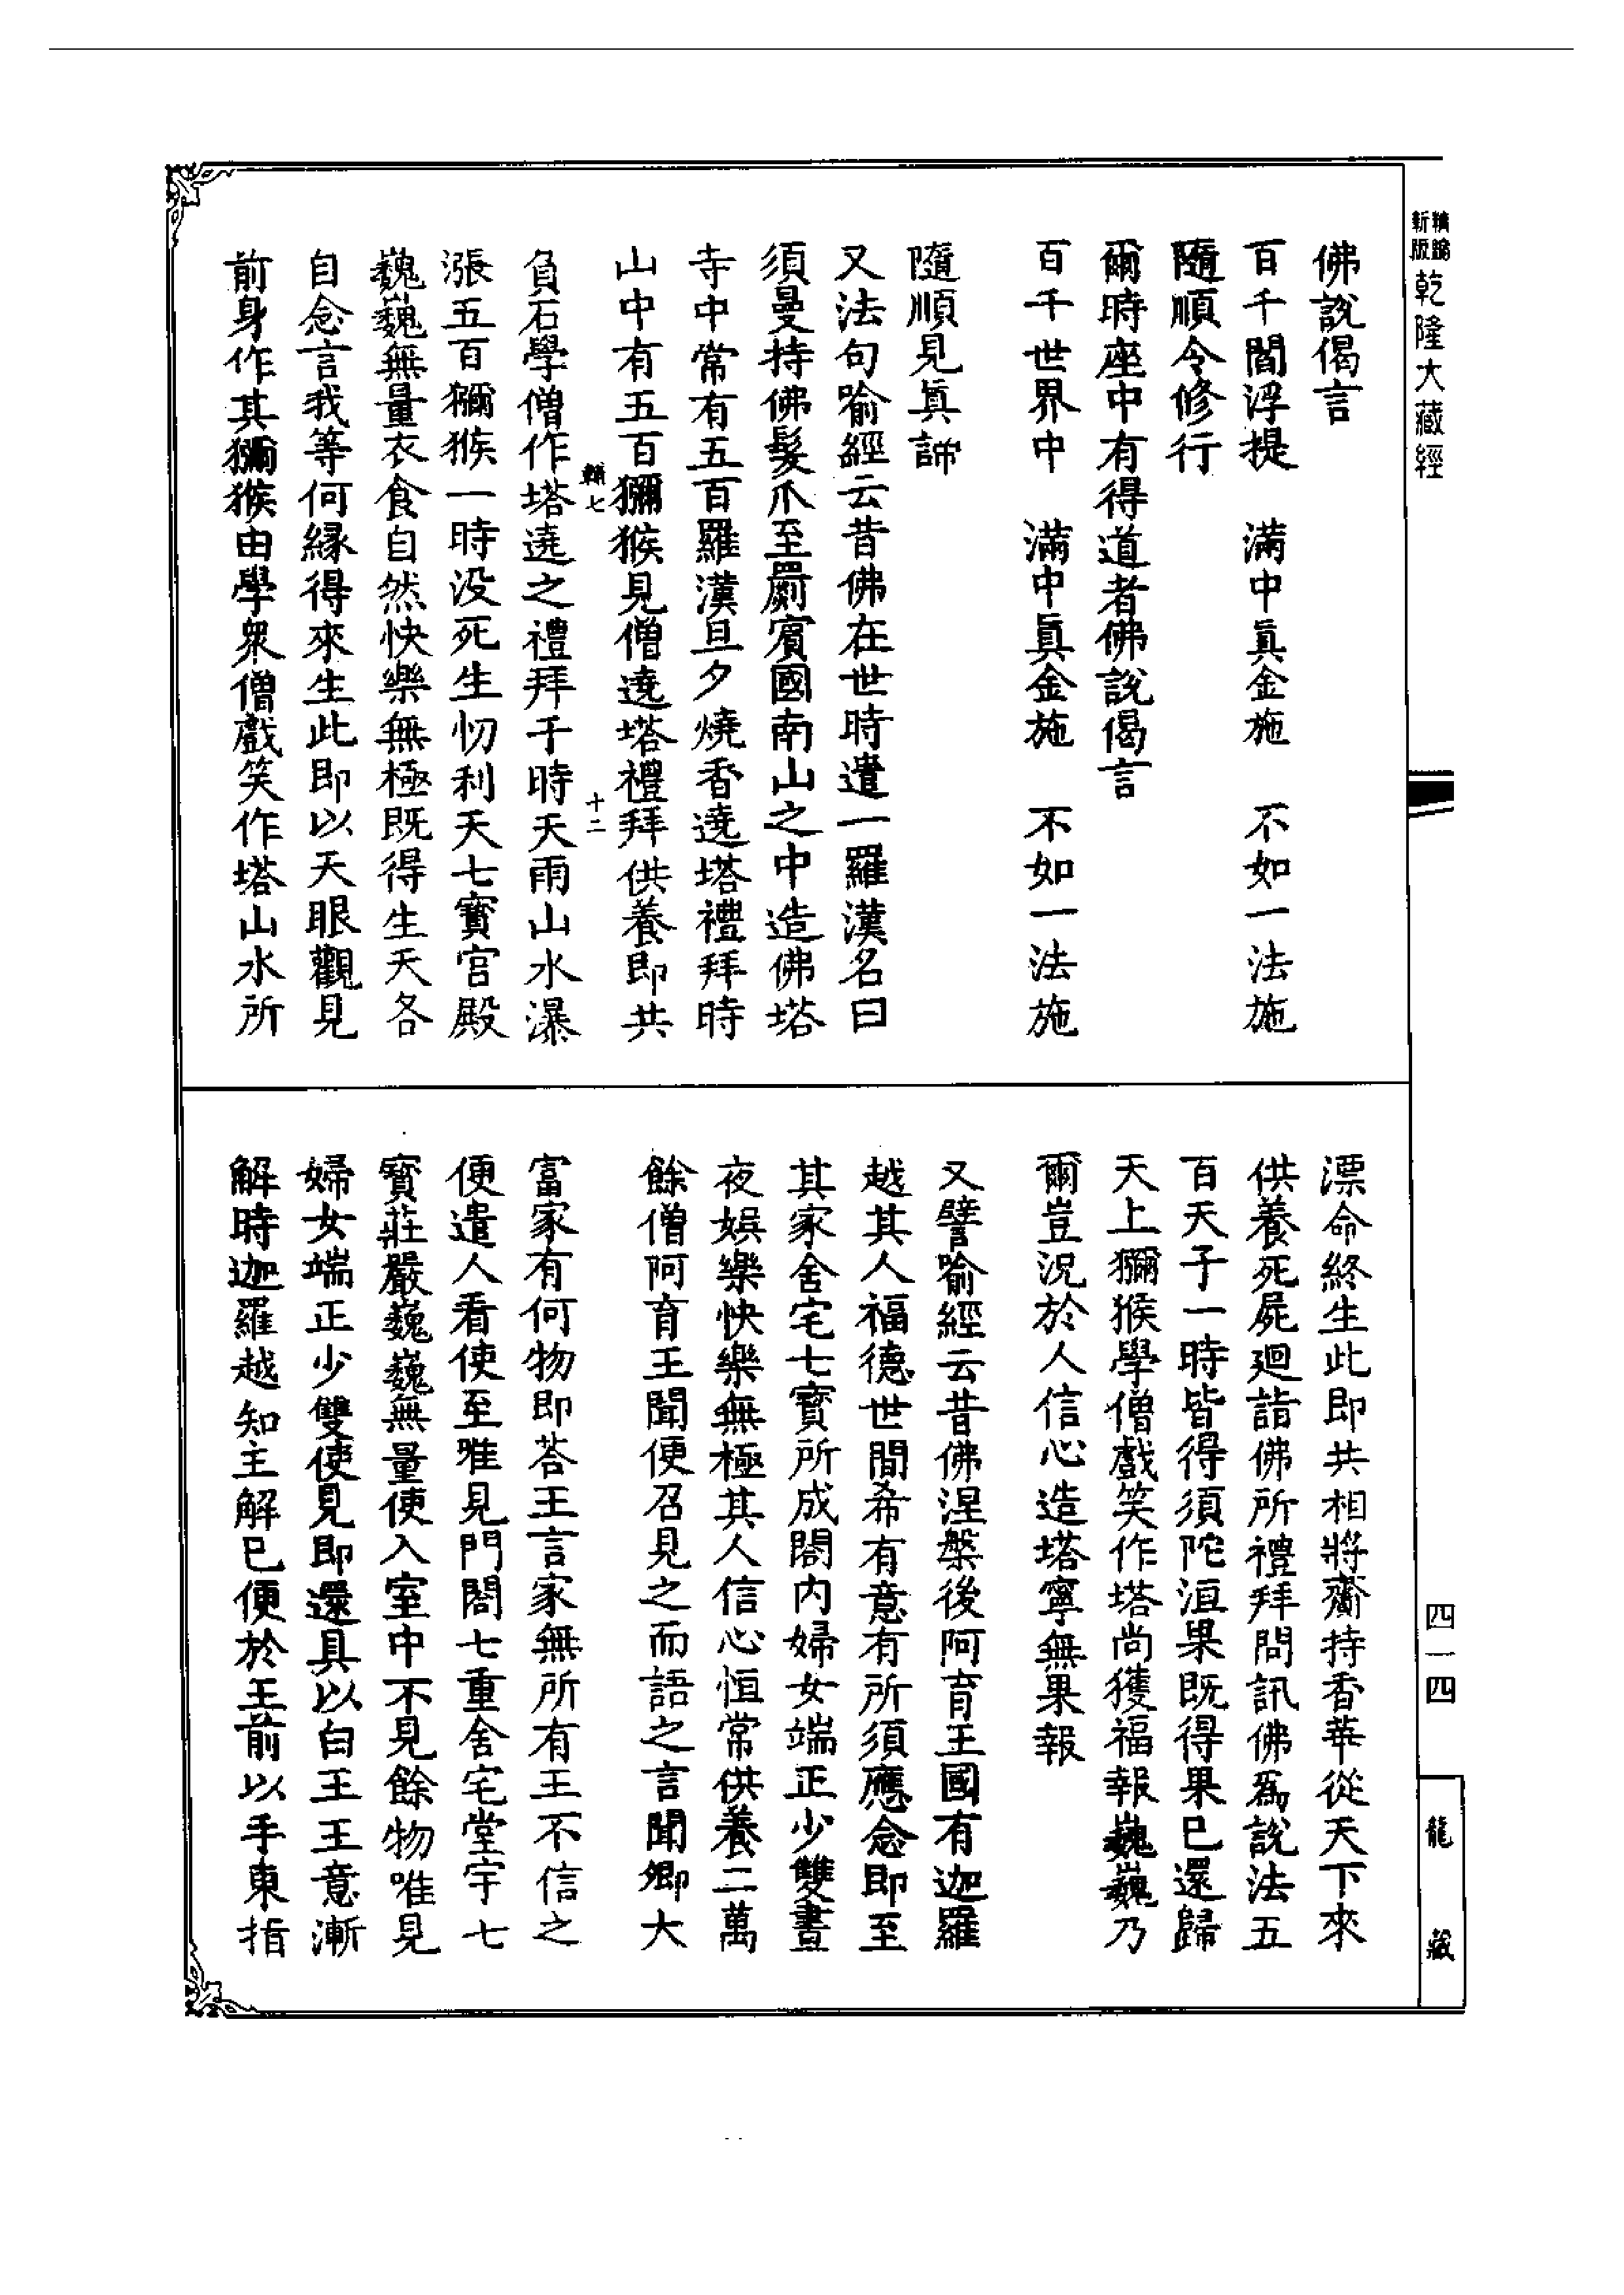 新版
精縮
乾隆大藏經
佛說偈言
百千閻浮提　滿中眞金施　不如一法施
隨順令修行
爾時座中有得道者佛說偈言
百千世界中　滿中眞金施　不如一法施
隨順見眞諦
又法句喻經云昔佛在世時遣一羅漢名曰
須曼持佛髮爪至罽賓國南山之中造佛塔
寺中常有五百羅漢旦夕燒香遶塔禮拜時
山中有五百獼猴見僧遶塔禮拜供養即共
輶七　十二
負石學僧作塔遶之禮拜于時天雨山水瀑
漲五百獼猴一時没死生忉利天七寳宫殿
巍巍無量衣食自然快樂無極既得生天各
自念言我等何緣得來生此即以天眼觀見
前身作其獼猴由學眾僧戲笑作塔山水所
漂命終生此即共相將齎持香華從天下來
供養死屍廻詣佛所禮拜問訊佛爲說法五
百天子一時皆得須陀洹果既得果已還歸
天上獼猴學僧戲笑作塔尚獲福報巍巍乃
爾豈況於人信心造塔寧無果報
又譬喻經云昔佛涅槃後阿育王國有迦羅
越其人福德世間希有意有所須應念即至
其家舍宅七寳所成閤内婦女端正少雙晝
夜娛樂快樂無極其人信心恒常供養二萬
餘僧阿育王聞便召見之而語之言聞卿大
富家有何物即荅王言家無所有王不信之
便遣人看使至唯見門閤七重舍宅堂宇七
寳莊嚴巍巍無量使入室中不見餘物唯見
婦女端正少雙使見即還具以白王王意漸
解時迦羅越知主解已便於王前以手東指
四一四
龍藏